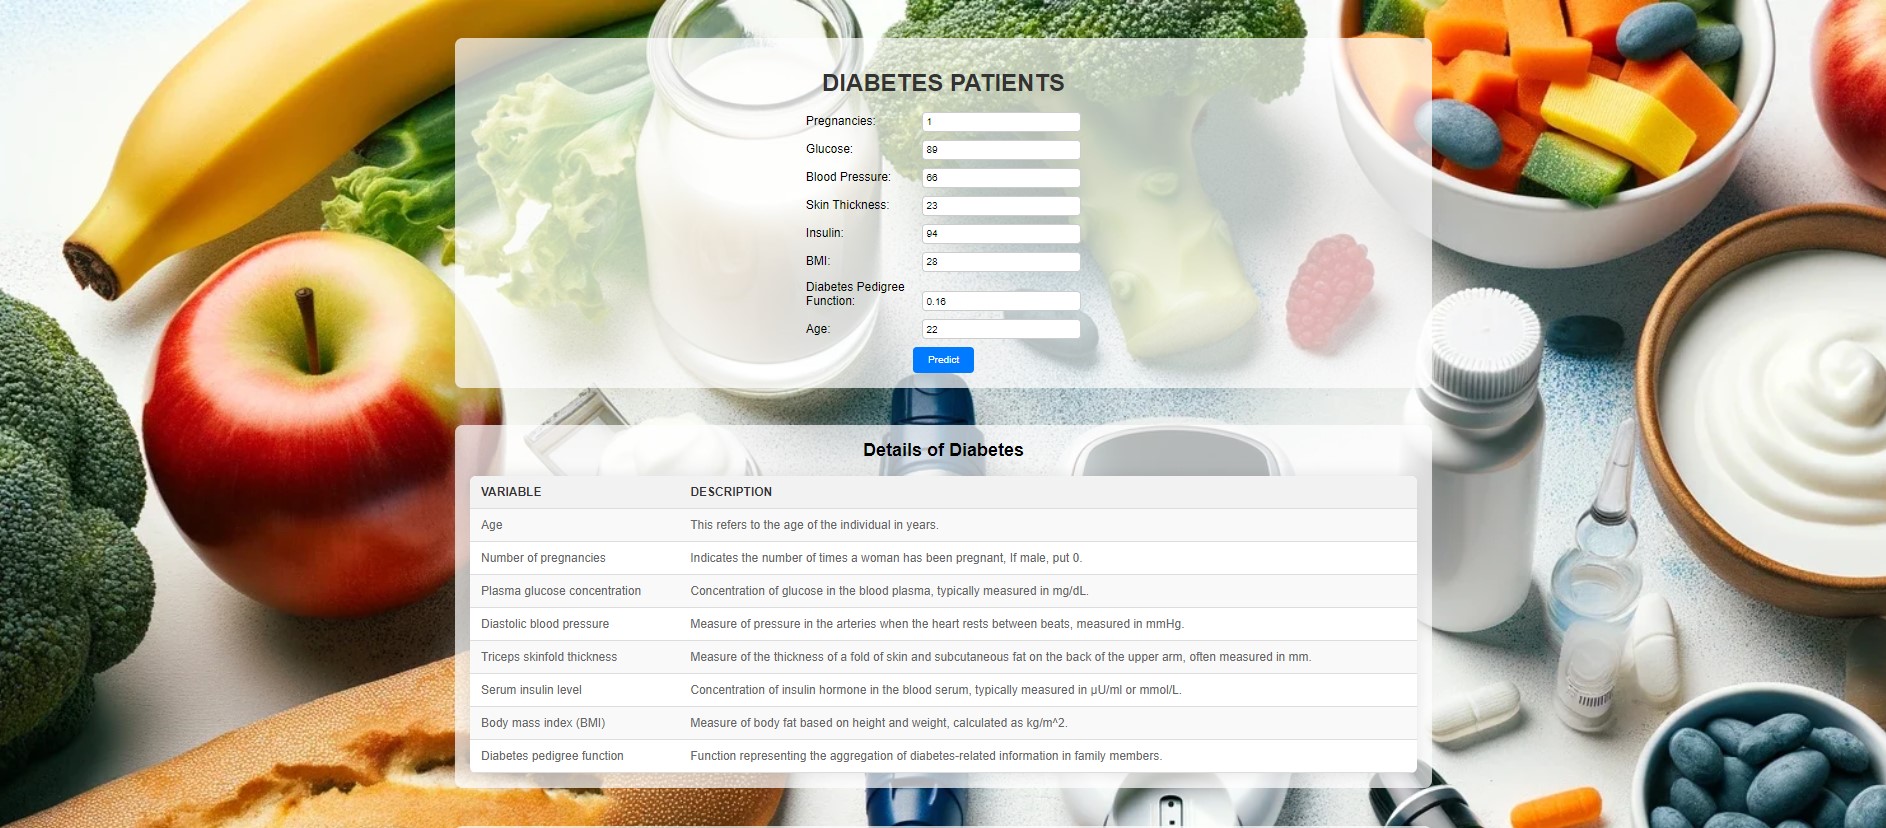 DIABETES PATIENTS
Pregnancies: 1
Glucose: 89
Blood Pressure: 66
Skin Thickness: 23
Insulin: 94
BMI: 28
Diabetes Pedigree
Function: 0.16
Age: 22
Predict
Details of Diabetes
VARIABLE DESCRIPTION
Age This refers to the age of the individual in years.
Number of pregnancies Indicates the number of times a woman has been pregnant, If male, put 0.
Plasma glucose concentration Concentration of glucose in the blood plasma, typically measured in mg/dL.
Diastolic blood pressure Measure of pressure in the arteries when the heart rests between beats, measured in mmHg.
Triceps skinfold thickness Measure of the thickness of a fold of skin and subcutaneous fat on the back of the upper arm, often measured in mm.
Serum insulin level Concentration of insulin hormone in the blood serum, typically measured in µU/ml or mmol/L.
Body mass index (BMI) Measure of body fat based on height and weight, calculated as kg/m^2.
Diabetes pedigree function Function representing the aggregation of diabetes-related information in family members.